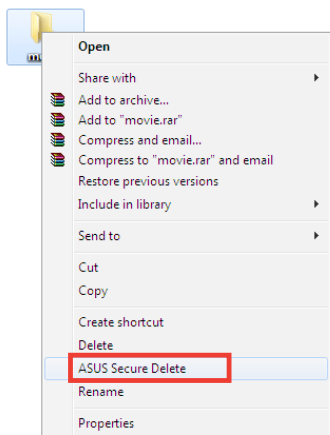 Open
Share with
Add to archive...
Add to "movie.rar"
Compress and email...
Compress to "movie.rar" and email
Restore previous versions
Include in library
Send to
Cut
Copy
Create shortcut
Delete
ASUS Secure Delete
Rename
Properties